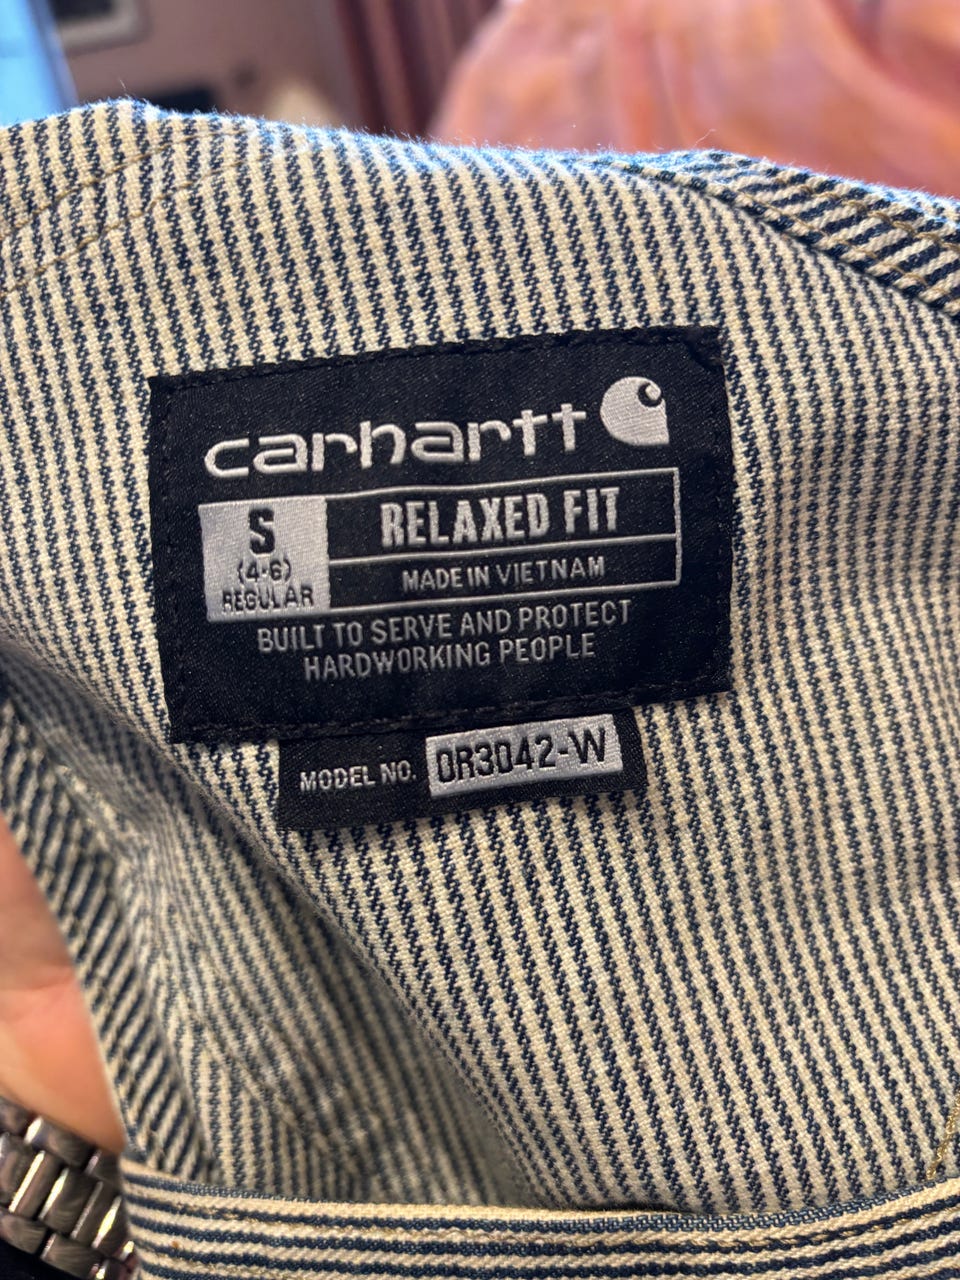 carhartt
S
(4-6)
REGULAR
RELAXED FIT
MADE IN VIETNAM
BUILT TO SERVE AND PROTECT
HARDWORKING PEOPLE
MODEL NO. OR3042-W